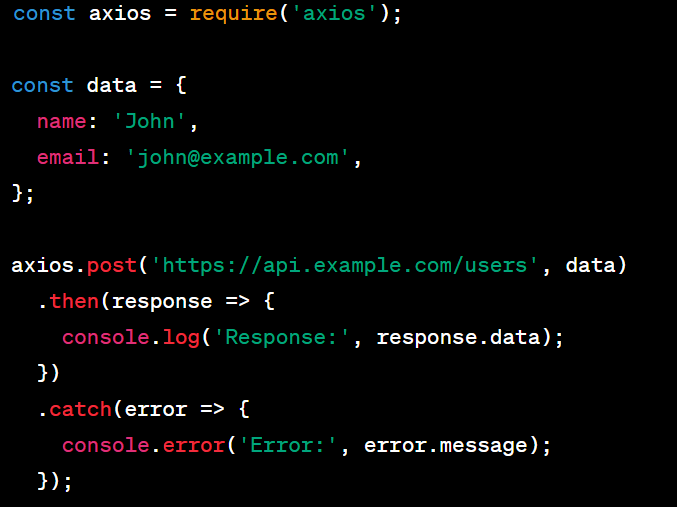 const axios = require('axios');

const data = {
  name: 'John',
  email: 'john@example.com',
};

axios.post('https://api.example.com/users', data)
  .then(response => {
    console.log('Response:', response.data);
  })
  .catch(error => {
    console.error('Error:', error.message);
  });